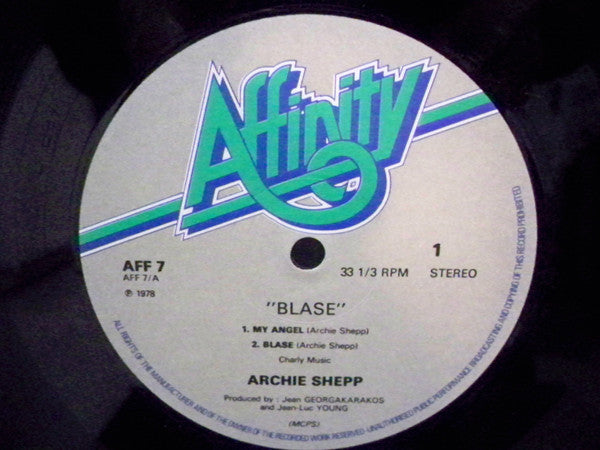 Affinity
AFF 7
AFF 7/A
℗ 1978
33 1/3 RPM
1
STEREO
"BLASE"
1. MY ANGEL (Archie Shepp)
2. BLASE (Archie Shepp)
Charly Music
ARCHIE SHEPP
Produced by : Jean GEORGAKARAKOS
and Jean-Luc YOUNG
(MCPS)
ALL RIGHTS OF THE MANUFACTURER AND OF THE OWNER OF THE RECORDED WORK RESERVED-UNAUTHORISED PUBLIC PERFORMANCE BROADCASTING AND COPYING OF THIS RECORD PROHIBITED